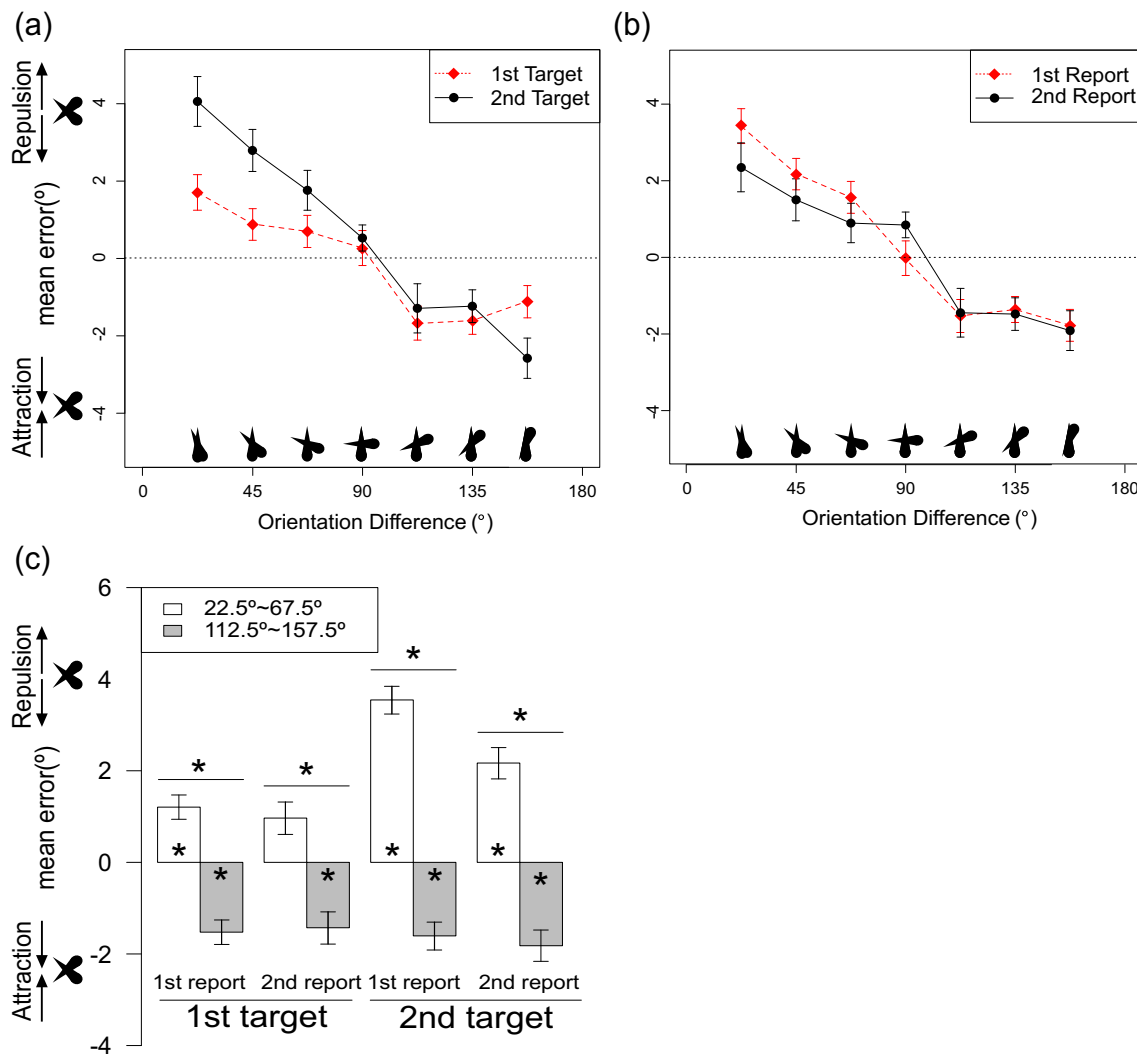 (a)
Repulsion
mean error(º)
Attraction
4
2
0
-2
-4
1st Target
2nd Target
0 45 90 135 180
Orientation Difference (°)
(b)
4
2
0
-2
-4
1st Report
2nd Report
0 45 90 135 180
Orientation Difference (°)
(c)
Repulsion
mean error(º)
Attraction
6
4
2
0
-2
-4
22.5º~67.5º
112.5º~157.5º
* * * *
* * * * * * * *
1st report 2nd report 1st report 2nd report
1st target 2nd target